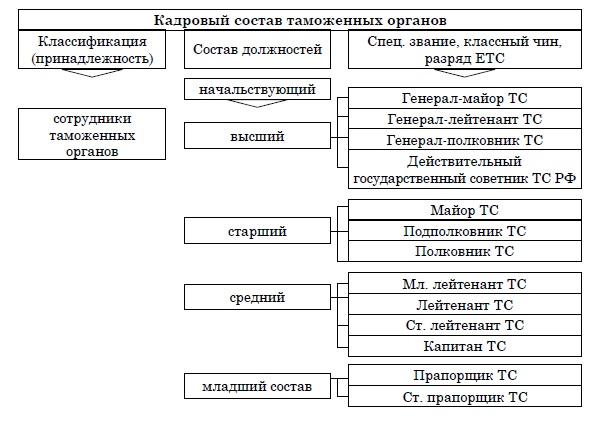 Кадровый состав таможенных органов
Классификация
(принадлежность)
Состав должностей
Спец. звание, классный чин,
разряд ЕТС
сотрудники
таможенных
органов
начальствующий
высший
Генерал-майор ТС
Генерал-лейтенант ТС
Генерал-полковник ТС
Действительный
государственный советник ТС РФ
старший
Майор ТС
Подполковник ТС
Полковник ТС
средний
Мл. лейтенант ТС
Лейтенант ТС
Ст. лейтенант ТС
Капитан ТС
младший состав
Прапорщик ТС
Ст. прапорщик ТС